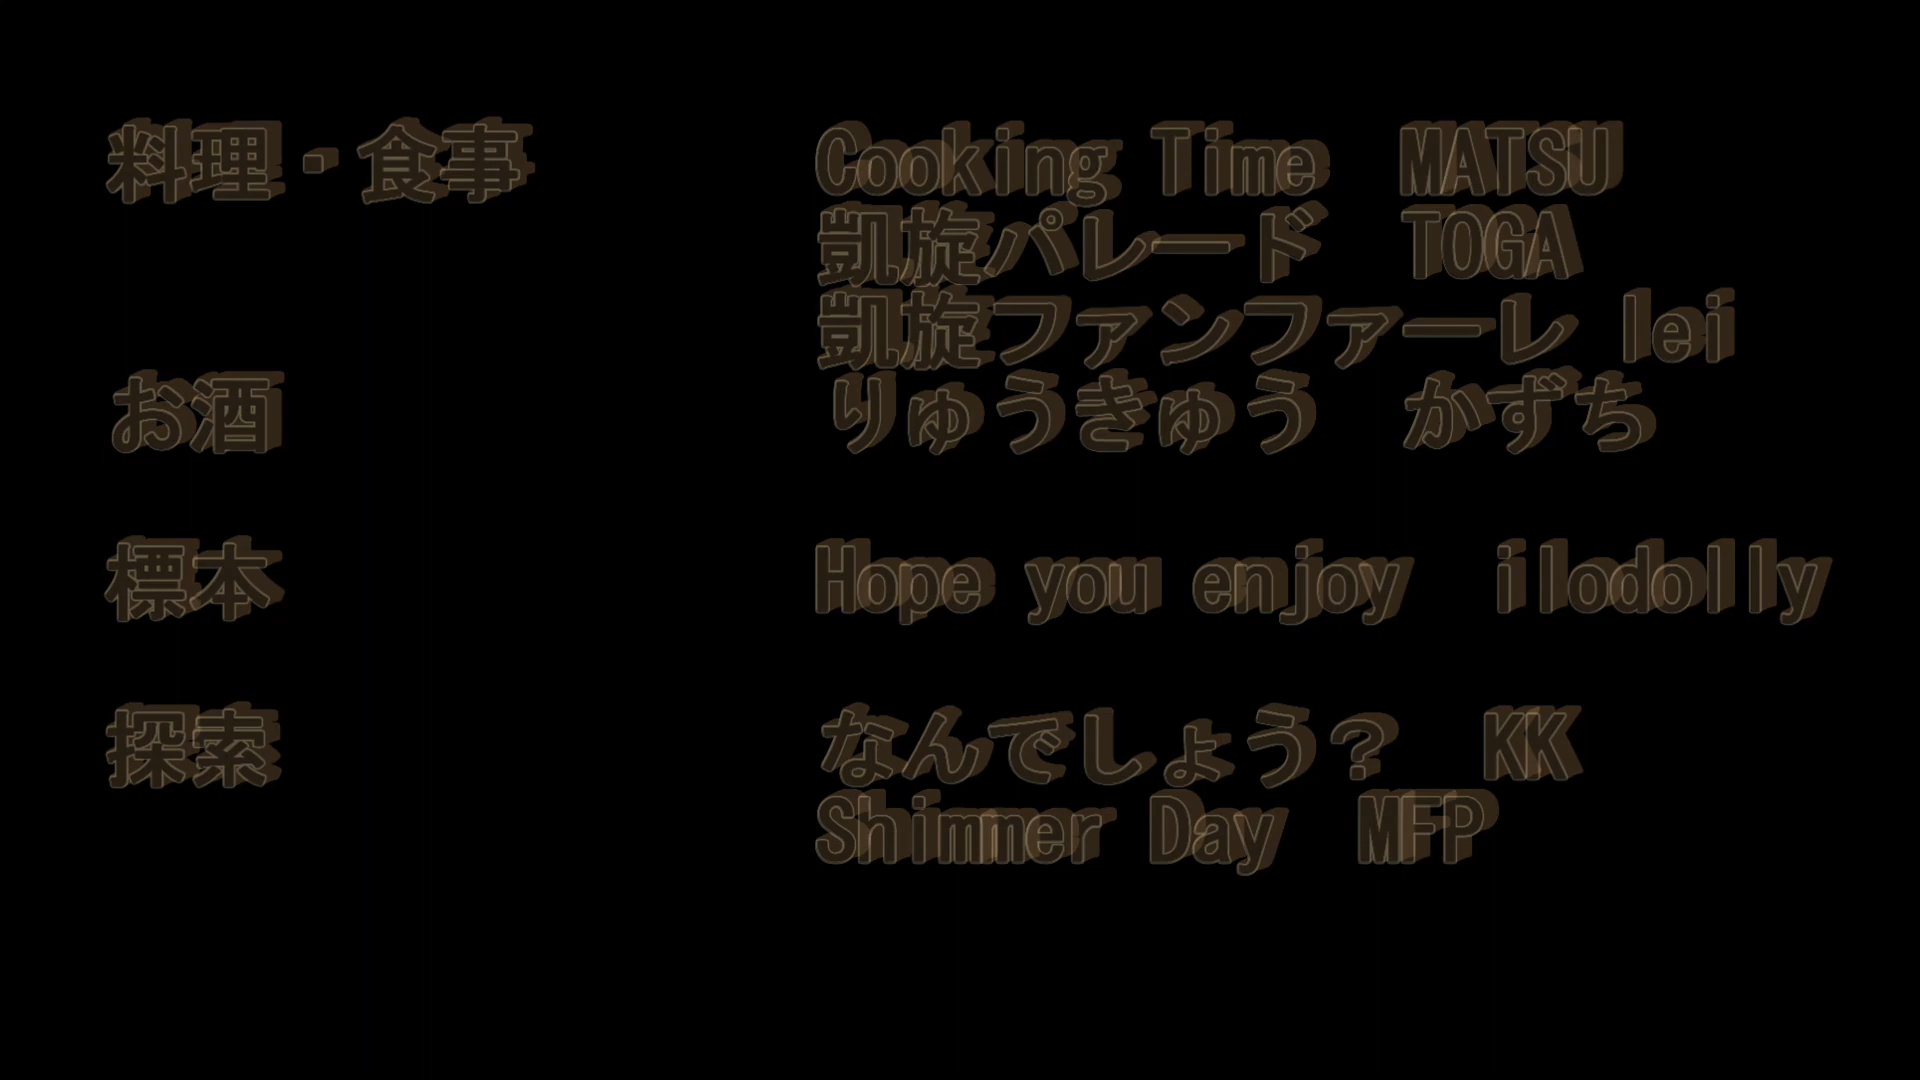 料理・食事 Cooking Time MATSU
凱旋パレード TOGA
凱旋ファンファーレ lei
お酒 りゅうきゅう かずち
標本 Hope you enjoy ilodolly
探索 なんでしょう？ KK
Shimmer Day MFP